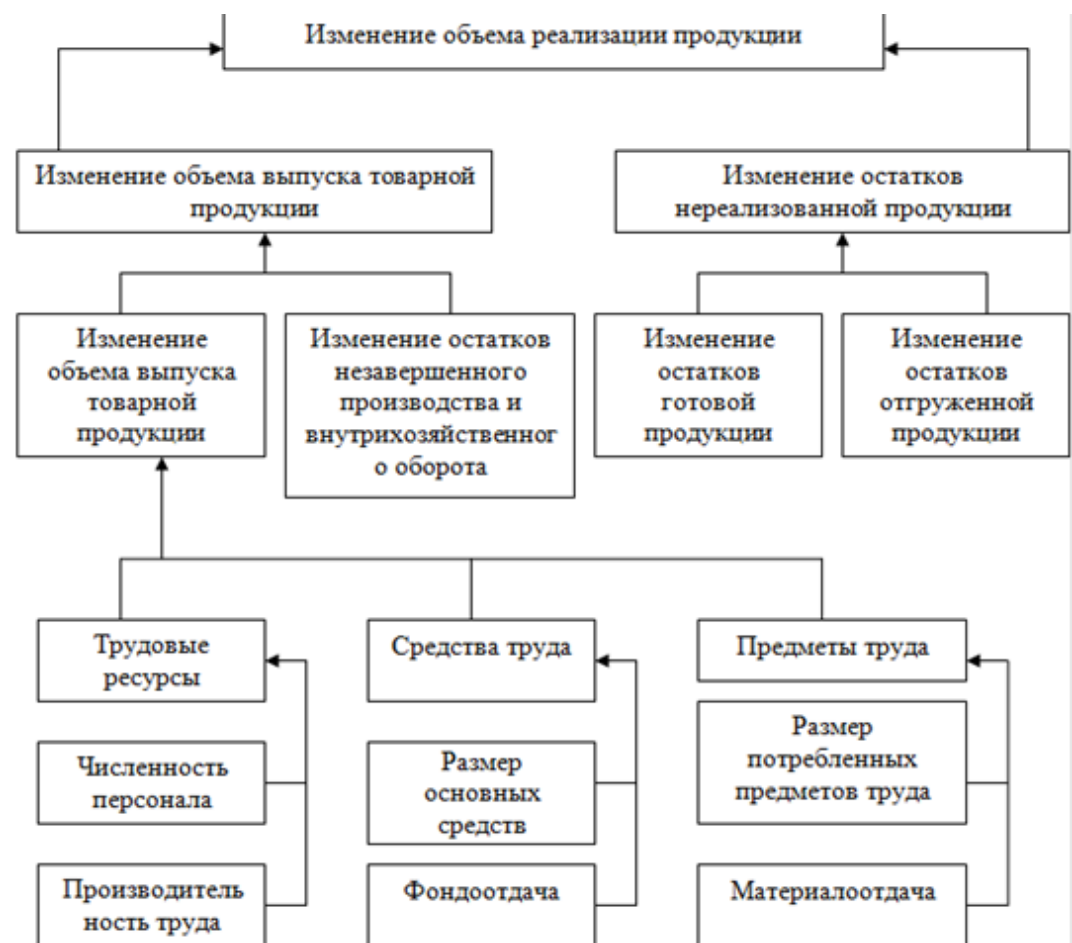 Изменение объема реализации продукции
Изменение объема выпуска товарной
продукции
Изменение остатков
нереализованной продукции
Изменение
объема выпуска
товарной
продукции
Изменение остатков
незавершенного
производства и
внутрихозяйственног
о оборота
Изменение
остатков
готовой
продукции
Изменение
остатков
отгруженной
продукции
Трудовые
ресурсы
Средства труда
Предметы труда
Численность
персонала
Размер
основных
средств
Размер
потребленных
предметов труда
Производитель
ность труда
Фондоотдача
Материалоотдача